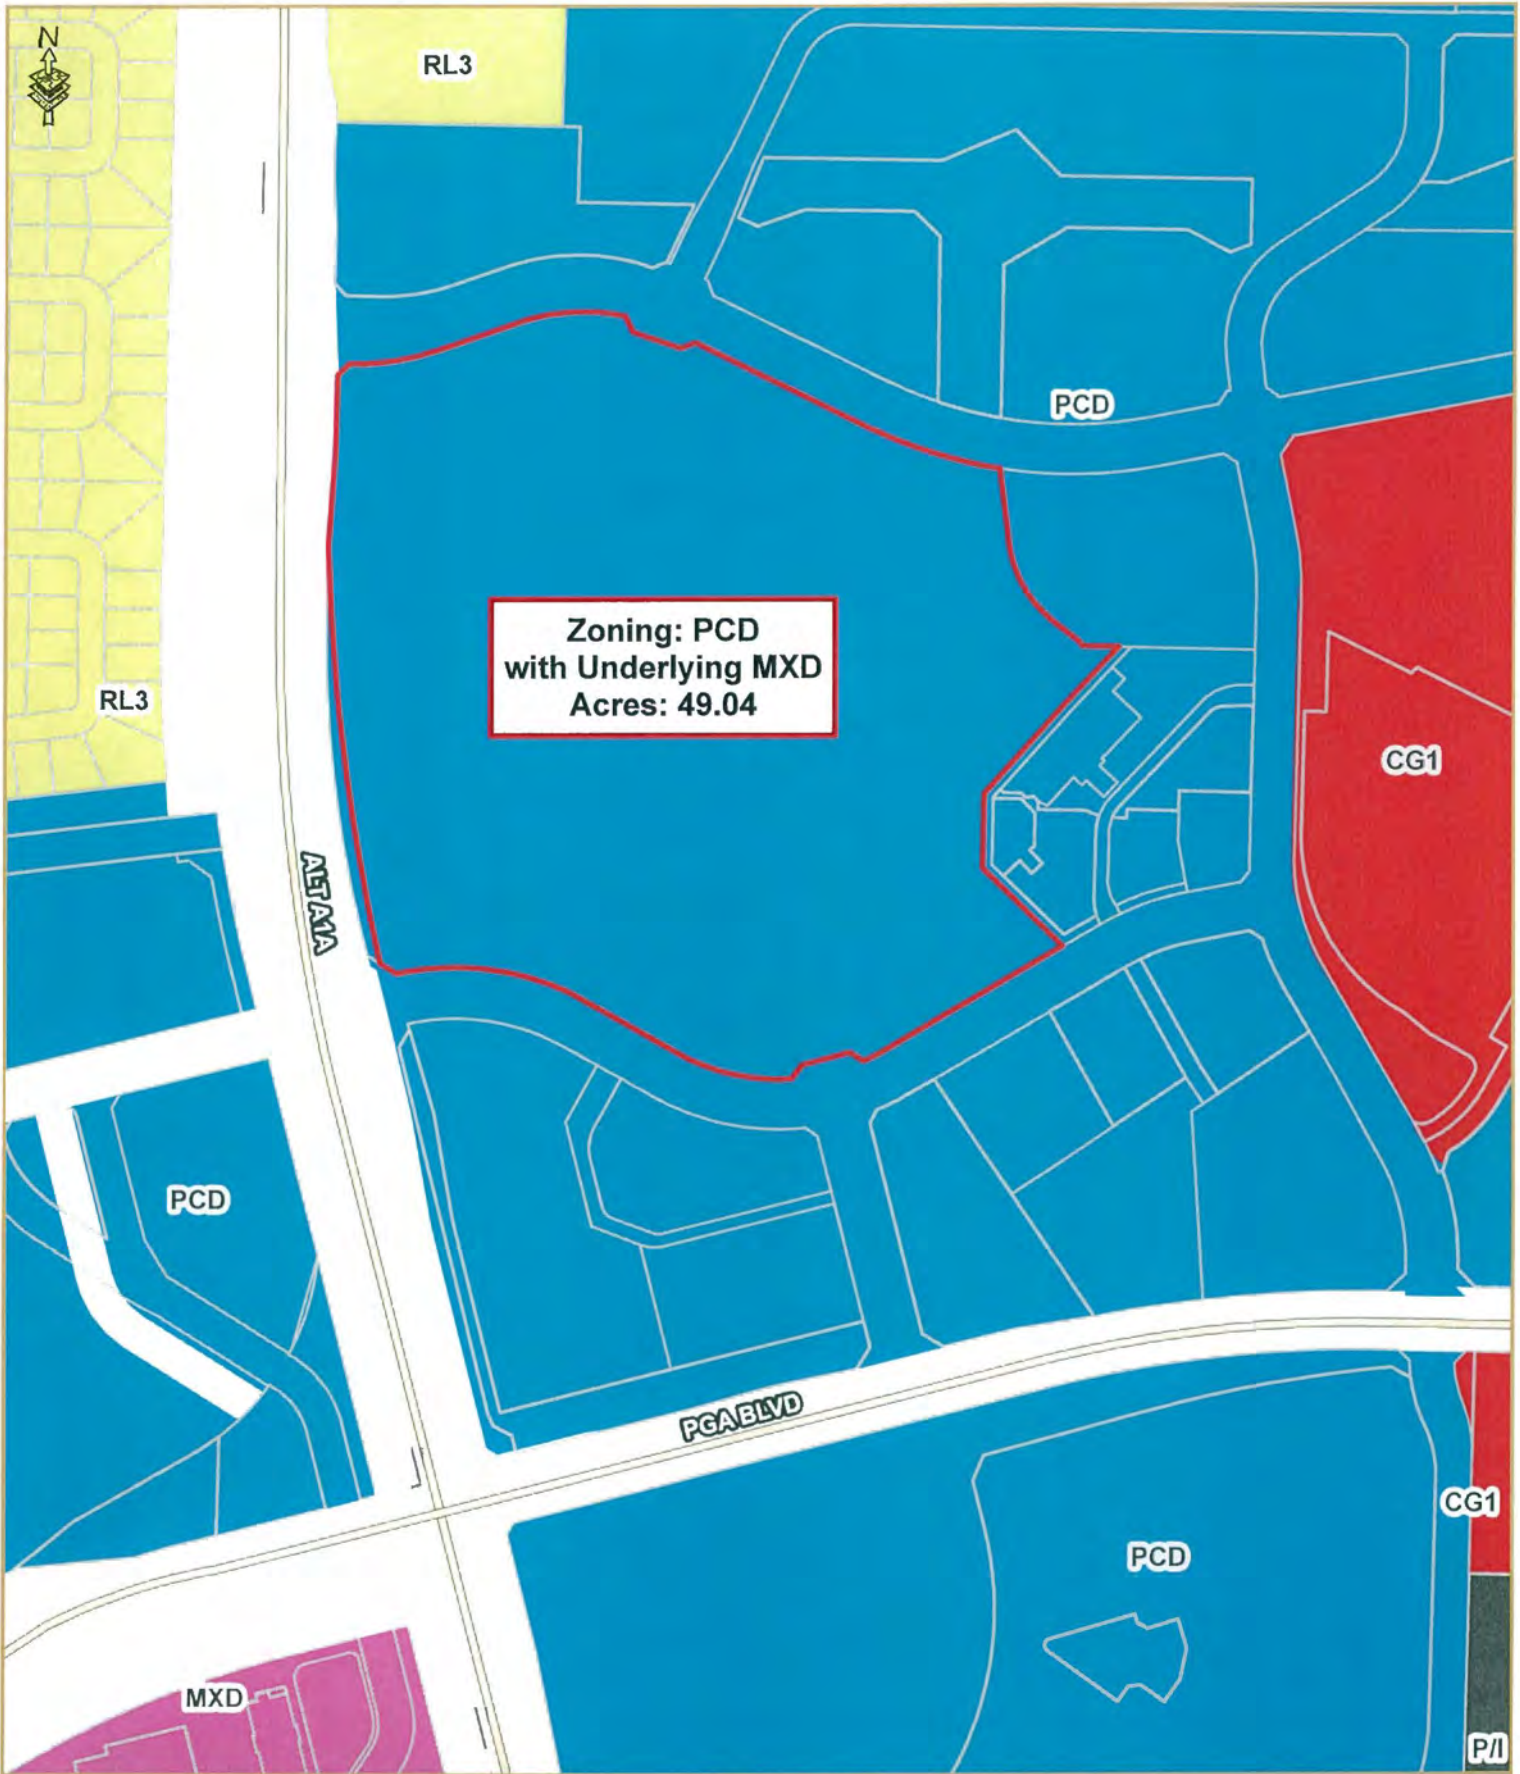 N
RL3
PCD
Zoning: PCD
with Underlying MXD
Acres: 49.04
RL3
CG1
ALT A1A
PCD
PGA BLVD
CG1
PCD
MXD
P/I